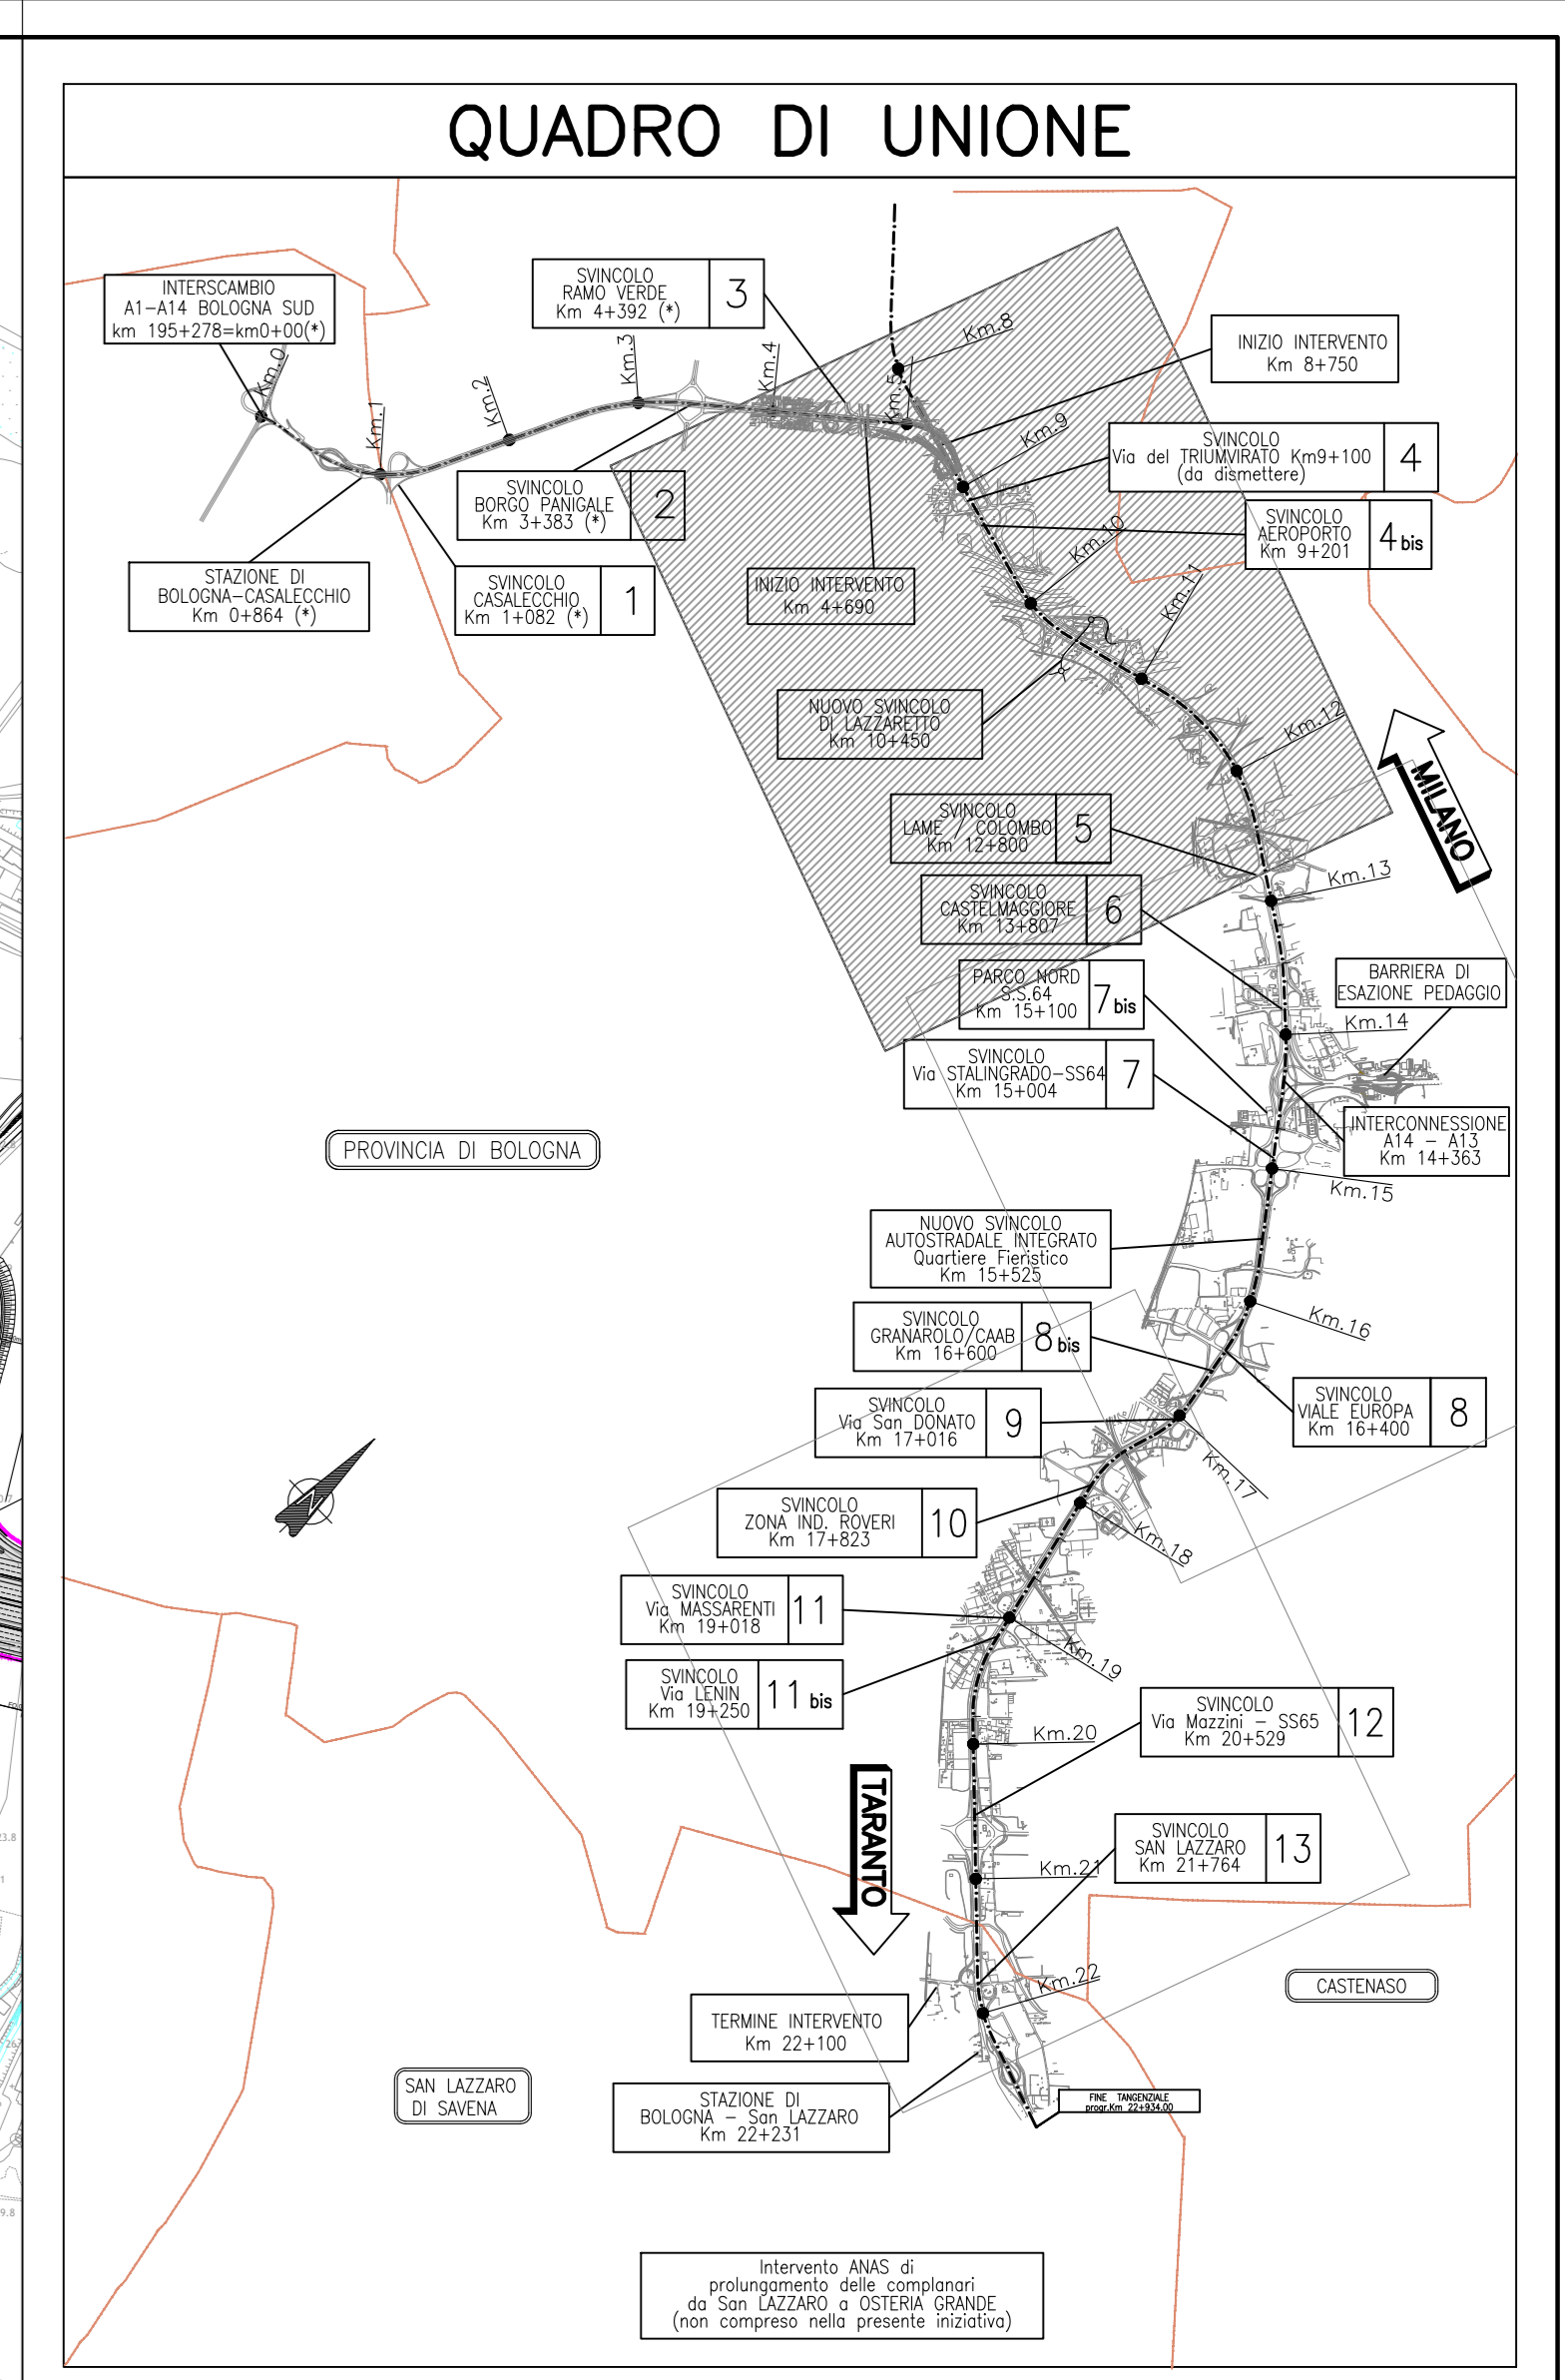 QUADRO DI UNIONE
INTERSCAMBIO
A1-A14 BOLOGNA SUD
km 195+278=km0+00(*)
SVINCOLO
RAMO VERDE
Km 4+392 (*)
3
INIZIO INTERVENTO
Km 8+750
Km.0
Km.1
Km.2
Km.3
Km.4
Km.5
Km.8
Km.9
SVINCOLO
Via del TRIUMVIRATO Km9+100
(da dismettere)
4
SVINCOLO
BORGO PANIGALE
Km 3+383 (*)
2
SVINCOLO
AEROPORTO
Km 9+201
4 bis
STAZIONE DI
BOLOGNA-CASALECCHIO
Km 0+864 (*)
SVINCOLO
CASALECCHIO
Km 1+082 (*)
1
INIZIO INTERVENTO
Km 4+690
Km.10
Km.11
NUOVO SVINCOLO
DI LAZZARETTO
Km 10+450
Km.12
MILANO
SVINCOLO
LAME / COLOMBO
Km 12+800
5
Km.13
SVINCOLO
CASTELMAGGIORE
Km 13+807
6
PARCO NORD
S.S.64
Km 15+100
7 bis
BARRIERA DI
ESAZIONE PEDAGGIO
Km.14
SVINCOLO
Via STALINGRADO-SS64
Km 15+004
7
INTERCONNESSIONE
A14 - A13
Km 14+363
PROVINCIA DI BOLOGNA
Km.15
NUOVO SVINCOLO
AUTOSTRADALE INTEGRATO
Quartiere Fieristico
Km 15+525
Km.16
SVINCOLO
GRANAROLO/CAAB
Km 16+600
8 bis
SVINCOLO
VIALE EUROPA
Km 16+400
8
SVINCOLO
Via San DONATO
Km 17+016
9
Km.17
N
SVINCOLO
ZONA IND. ROVERI
Km 17+823
10
Km.18
SVINCOLO
Via MASSARENTI
Km 19+018
11
Km.19
SVINCOLO
Via LENIN
Km 19+250
11 bis
SVINCOLO
Via Mazzini - SS65
Km 20+529
12
Km.20
TARANTO
SVINCOLO
SAN LAZZARO
Km 21+764
13
Km.21
Km.22
CASTENASO
TERMINE INTERVENTO
Km 22+100
SAN LAZZARO
DI SAVENA
STAZIONE DI
BOLOGNA - San LAZZARO
Km 22+231
FINE TANGENZIALE
progr.Km 22+934.00
Intervento ANAS di
prolungamento delle complanari
da San LAZZARO a OSTERIA GRANDE
(non compreso nella presente iniziativa)